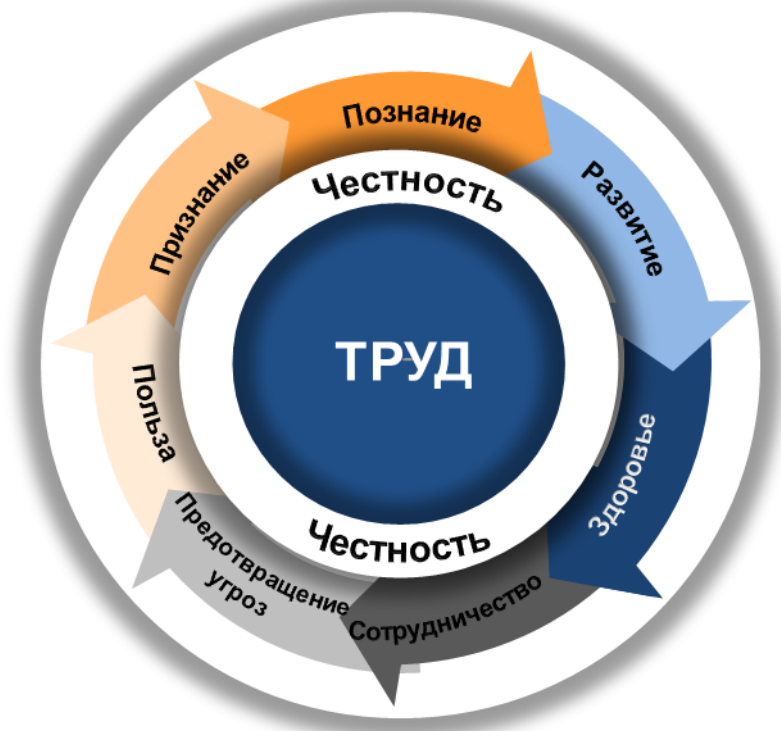 Познание
Развитие
Здоровье
Сотрудничество
Предотвращение
угроз
Польза
Признание
Честность
ТРУД
Честность